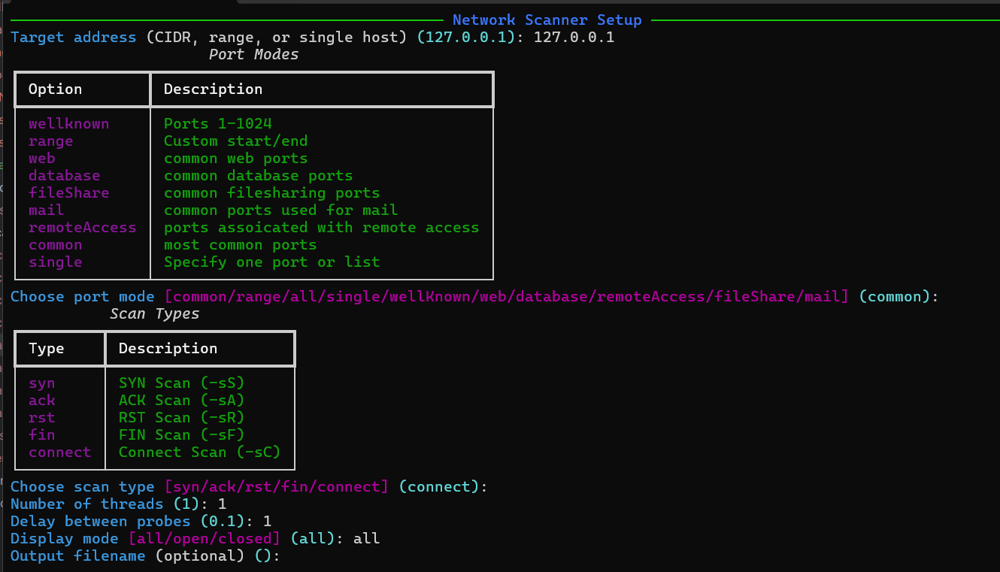 Network Scanner Setup
Target address (CIDR, range, or single host) (127.0.0.1): 127.0.0.1
Port Modes
Option Description
wellknown Ports 1-1024
range Custom start/end
web common web ports
database common database ports
fileShare common filesharing ports
mail common ports used for mail
remoteAccess ports assoicated with remote access
common most common ports
single Specify one port or list
Choose port mode [common/range/all/single/wellKnown/web/database/remoteAccess/fileShare/mail] (common):
Scan Types
Type Description
syn SYN Scan (-sS)
ack ACK Scan (-sA)
rst RST Scan (-sR)
fin FIN Scan (-sF)
connect Connect Scan (-sC)
Choose scan type [syn/ack/rst/fin/connect] (connect):
Number of threads (1): 1
Delay between probes (0.1): 1
Display mode [all/open/closed] (all): all
Output filename (optional) ():